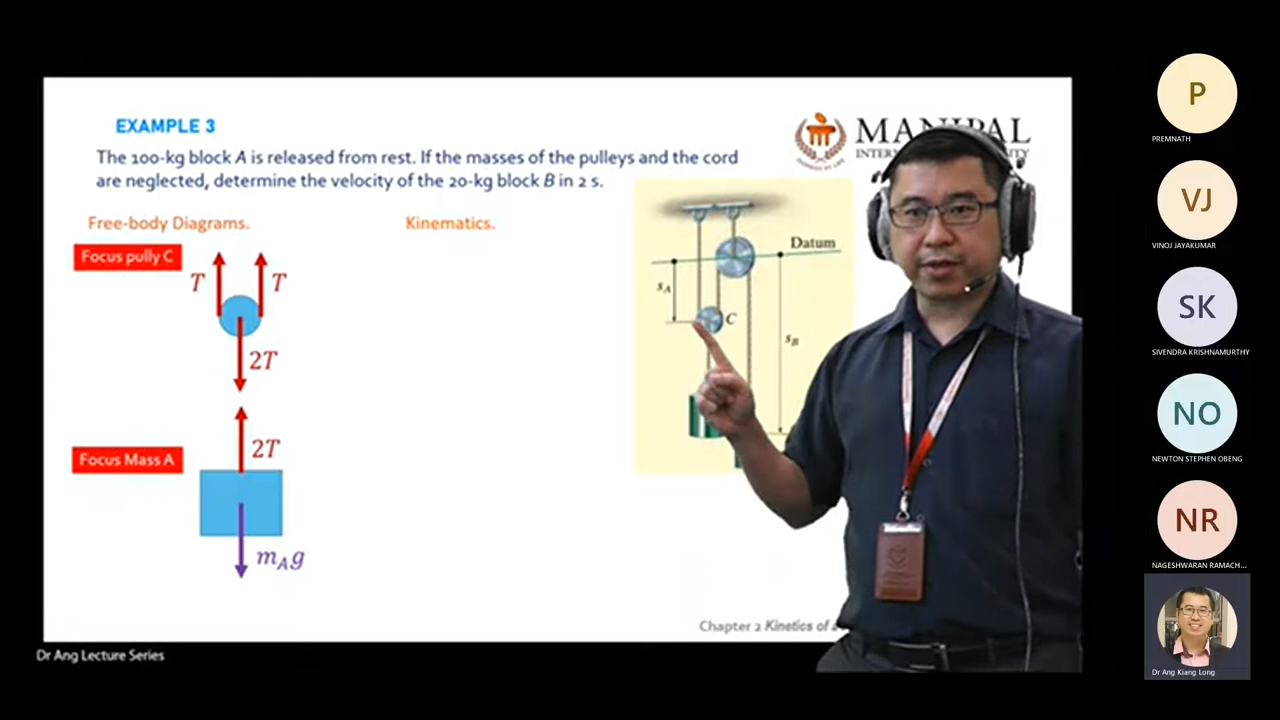 EXAMPLE 3
The 100-kg block A is released from rest. If the masses of the pulleys and the cord
are neglected, determine the velocity of the 20-kg block B in 2 s.
Free-body Diagrams.
Kinematics.
Focus pully C
T
T
2T
Focus Mass A
2T
m_A g
MANIPAL
Datum
s_A
C
s_B
Chapter 2 Kinetics of a
Dr Ang Lecture Series
P
PREMNATH
VJ
VINOJ JAYAKUMAR
SK
SIVENDRA KRISHNAMURTHY
NO
NEWTON STEPHEN OBENG
NR
NAGESHWARAN RAMACH...
Dr Ang Kiang Long